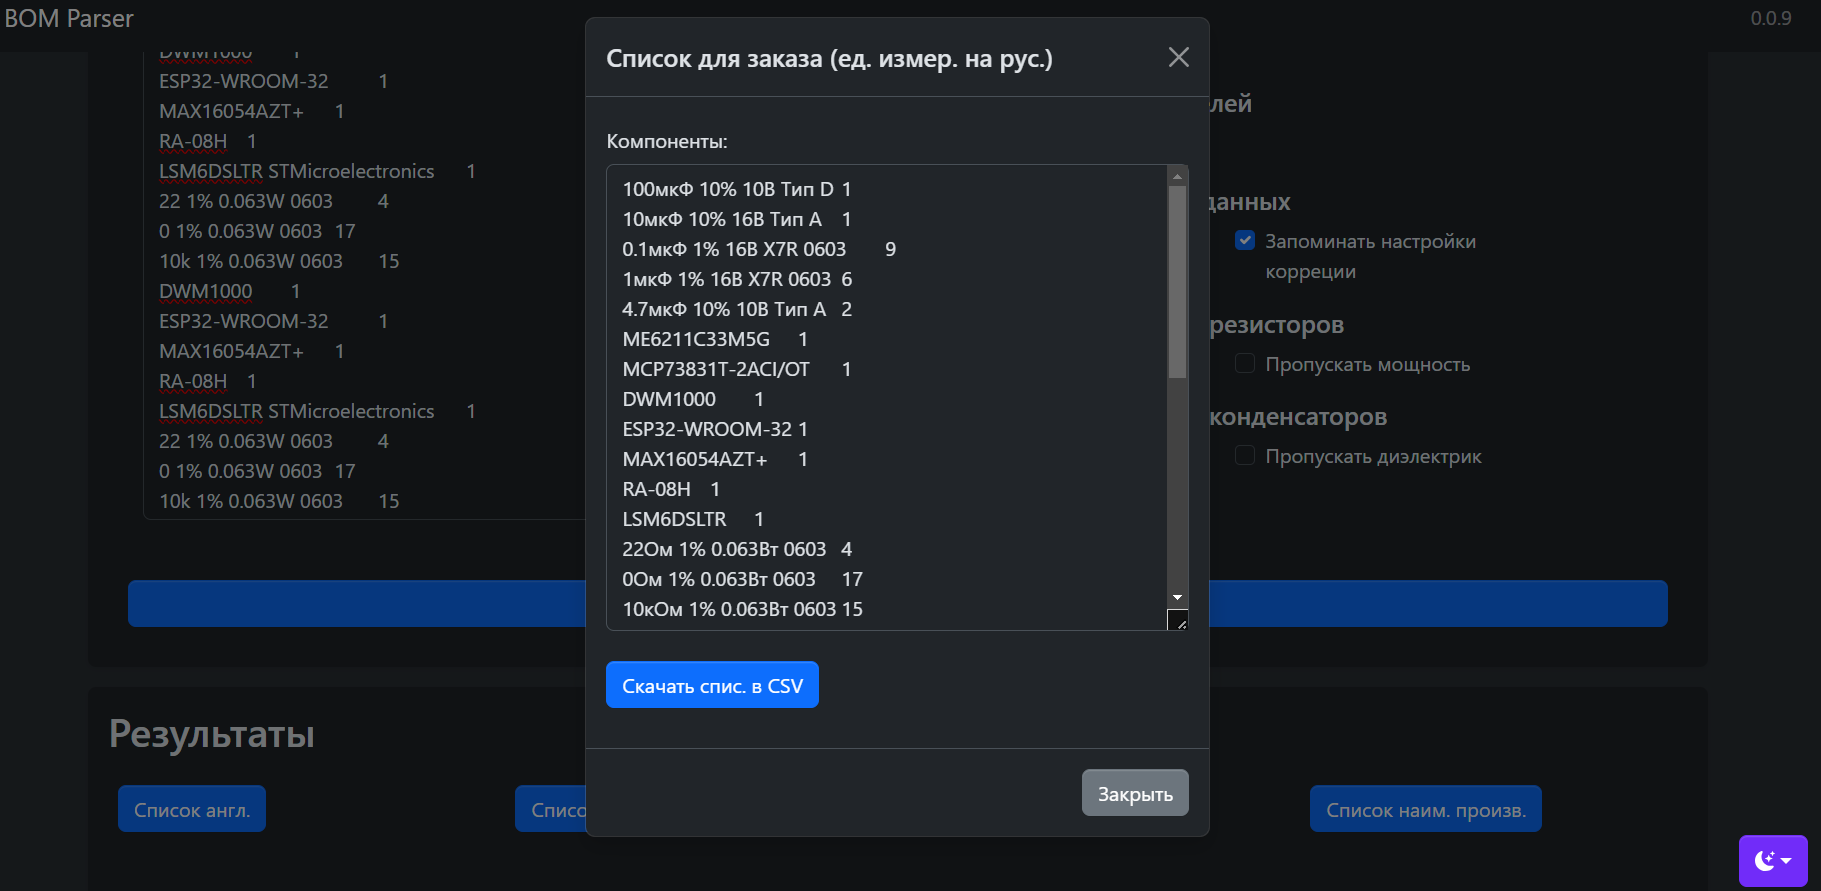 BOM Parser
0.0.9
DWM1000 1
ESP32-WROOM-32 1
MAX16054AZT+ 1
RA-08H 1
LSM6DSLTR STMicroelectronics 1
22 1% 0.063W 0603 4
0 1% 0.063W 0603 17
10k 1% 0.063W 0603 15
DWM1000 1
ESP32-WROOM-32 1
MAX16054AZT+ 1
RA-08H 1
LSM6DSLTR STMicroelectronics 1
22 1% 0.063W 0603 4
0 1% 0.063W 0603 17
10k 1% 0.063W 0603 15
Список для заказа (ед. измер. на рус.)
Компоненты:
100мкФ 10% 10В Тип D 1
10мкФ 10% 16В Тип A 1
0.1мкФ 1% 16В X7R 0603 9
1мкФ 1% 16В X7R 0603 6
4.7мкФ 10% 10В Тип A 2
ME6211C33M5G 1
MCP73831T-2ACI/OT 1
DWM1000 1
ESP32-WROOM-32 1
MAX16054AZT+ 1
RA-08H 1
LSM6DSLTR 1
22Ом 1% 0.063Вт 0603 4
0Ом 1% 0.063Вт 0603 17
10кОм 1% 0.063Вт 0603 15
Скачать спис. в CSV
Закрыть
лей
данных
Запоминать настройки
корреции
резисторов
Пропускать мощность
конденсаторов
Пропускать диэлектрик
Результаты
Список англ.
Списо
Список наим. произв.